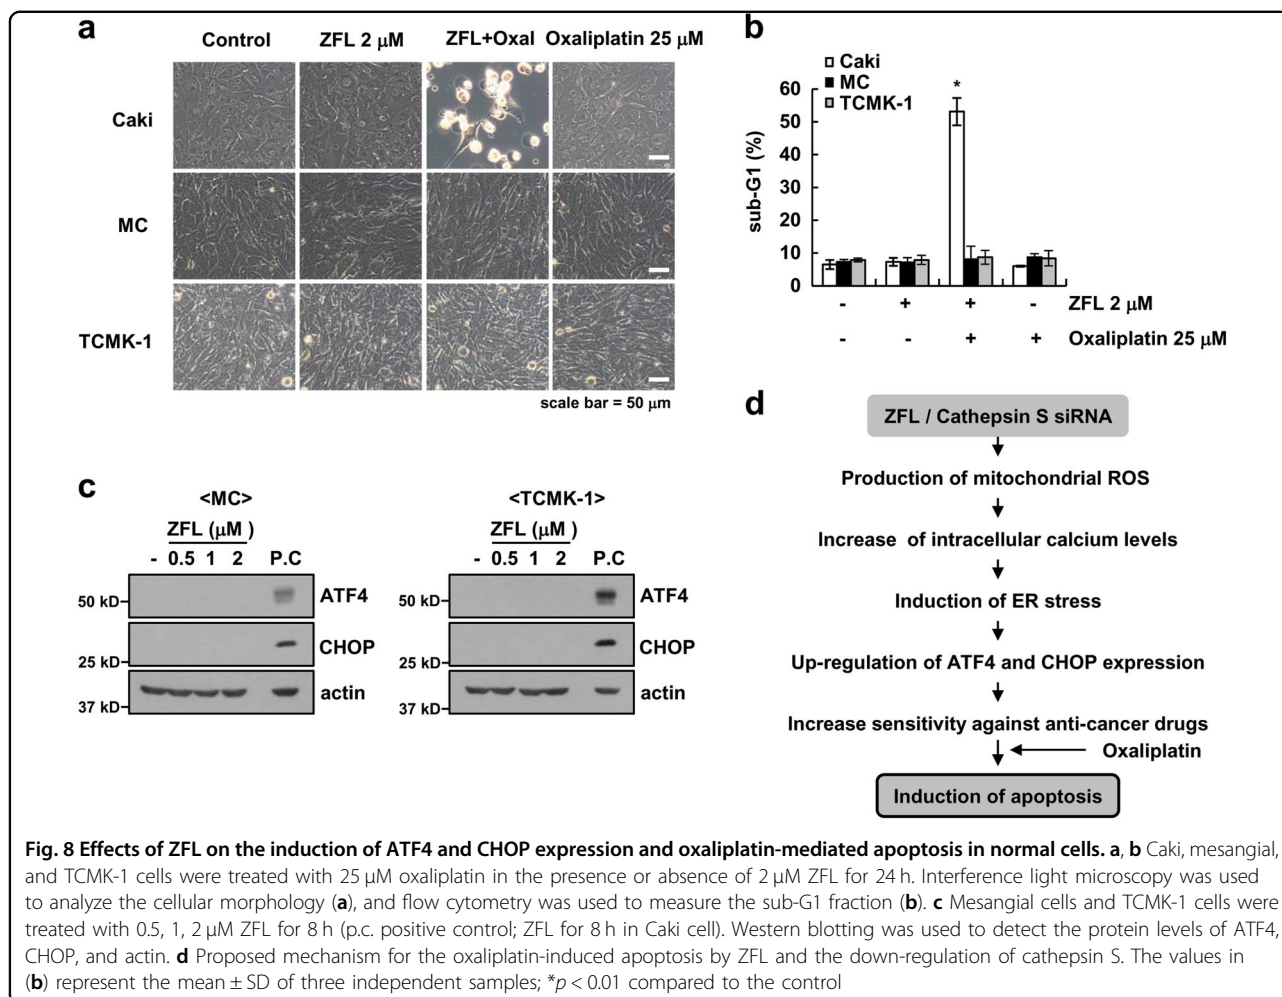 a
Control ZFL 2 μM ZFL+Oxal Oxaliplatin 25 μM
Caki
MC
TCMK-1
scale bar = 50 μm
b
Caki
MC
TCMK-1
sub-G1 (%)
60
50
40
30
20
10
0
*
- + + - ZFL 2 μM
- - + + Oxaliplatin 25 μM
c
<MC>
ZFL (μM)
- 0.5 1 2 P.C
50 kD ATF4
25 kD CHOP
37 kD actin
<TCMK-1>
ZFL (μM)
- 0.5 1 2 P.C
50 kD ATF4
25 kD CHOP
37 kD actin
d
ZFL / Cathepsin S siRNA
Production of mitochondrial ROS
Increase of intracellular calcium levels
Induction of ER stress
Up-regulation of ATF4 and CHOP expression
Increase sensitivity against anti-cancer drugs
Oxaliplatin
Induction of apoptosis
Fig. 8 Effects of ZFL on the induction of ATF4 and CHOP expression and oxaliplatin-mediated apoptosis in normal cells. a, b Caki, mesangial,
and TCMK-1 cells were treated with 25 μM oxaliplatin in the presence or absence of 2 μM ZFL for 24 h. Interference light microscopy was used
to analyze the cellular morphology (a), and flow cytometry was used to measure the sub-G1 fraction (b). c Mesangial cells and TCMK-1 cells were
treated with 0.5, 1, 2 μM ZFL for 8 h (p.c. positive control; ZFL for 8 h in Caki cell). Western blotting was used to detect the protein levels of ATF4,
CHOP, and actin. d Proposed mechanism for the oxaliplatin-induced apoptosis by ZFL and the down-regulation of cathepsin S. The values in
(b) represent the mean ± SD of three independent samples; *p < 0.01 compared to the control